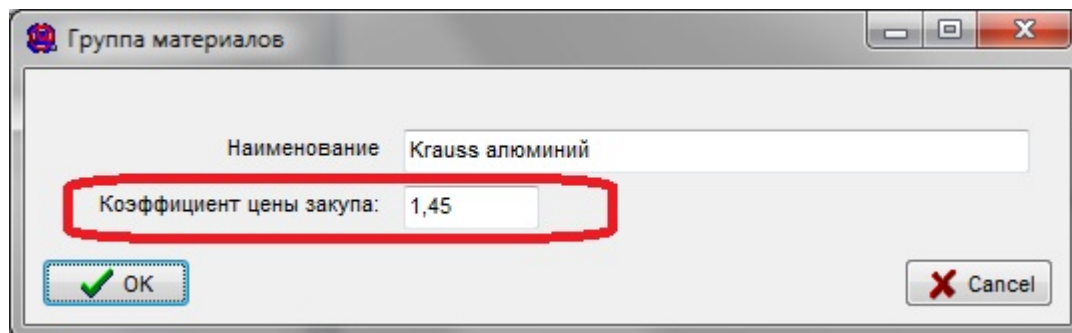 Группа материалов
Наименование Krauss алюминий
Коэффициент цены закупа: 1,45
OK Cancel